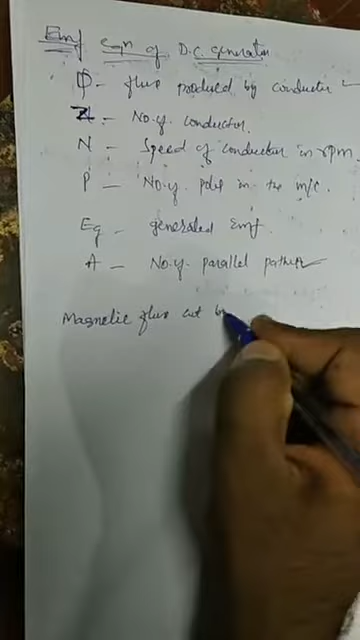 Emf eqn of D.C. generator
Φ - flux produced by conductor
Z - No. of conductor.
N - Speed of conductor in rpm
P - No. of pole in the m/c.
Eg - generated Emf.
A - No. of parallel
Magnetic flux cut by